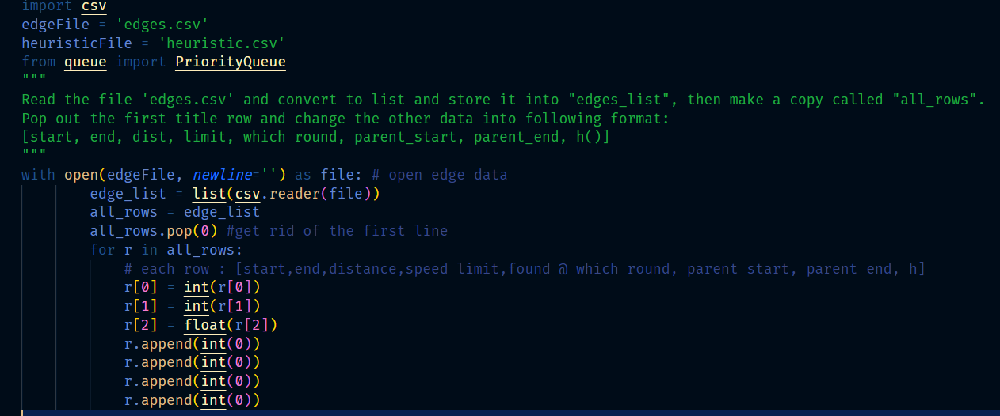 import csv
edgeFile = 'edges.csv'
heuristicFile = 'heuristic.csv'
from queue import PriorityQueue
"""
Read the file 'edges.csv' and convert to list and store it into "edges_list", then make a copy called "all_rows".
Pop out the first title row and change the other data into following format:
[start, end, dist, limit, which round, parent_start, parent_end, h()]
"""
with open(edgeFile, newline='') as file: # open edge data
        edge_list = list(csv.reader(file))
        all_rows = edge_list
        all_rows.pop(0) #get rid of the first line
        for r in all_rows:
            # each row : [start,end,distance,speed limit,found @ which round, parent start, parent end, h]
            r[0] = int(r[0])
            r[1] = int(r[1])
            r[2] = float(r[2])
            r.append(int(0))
            r.append(int(0))
            r.append(int(0))
            r.append(int(0))